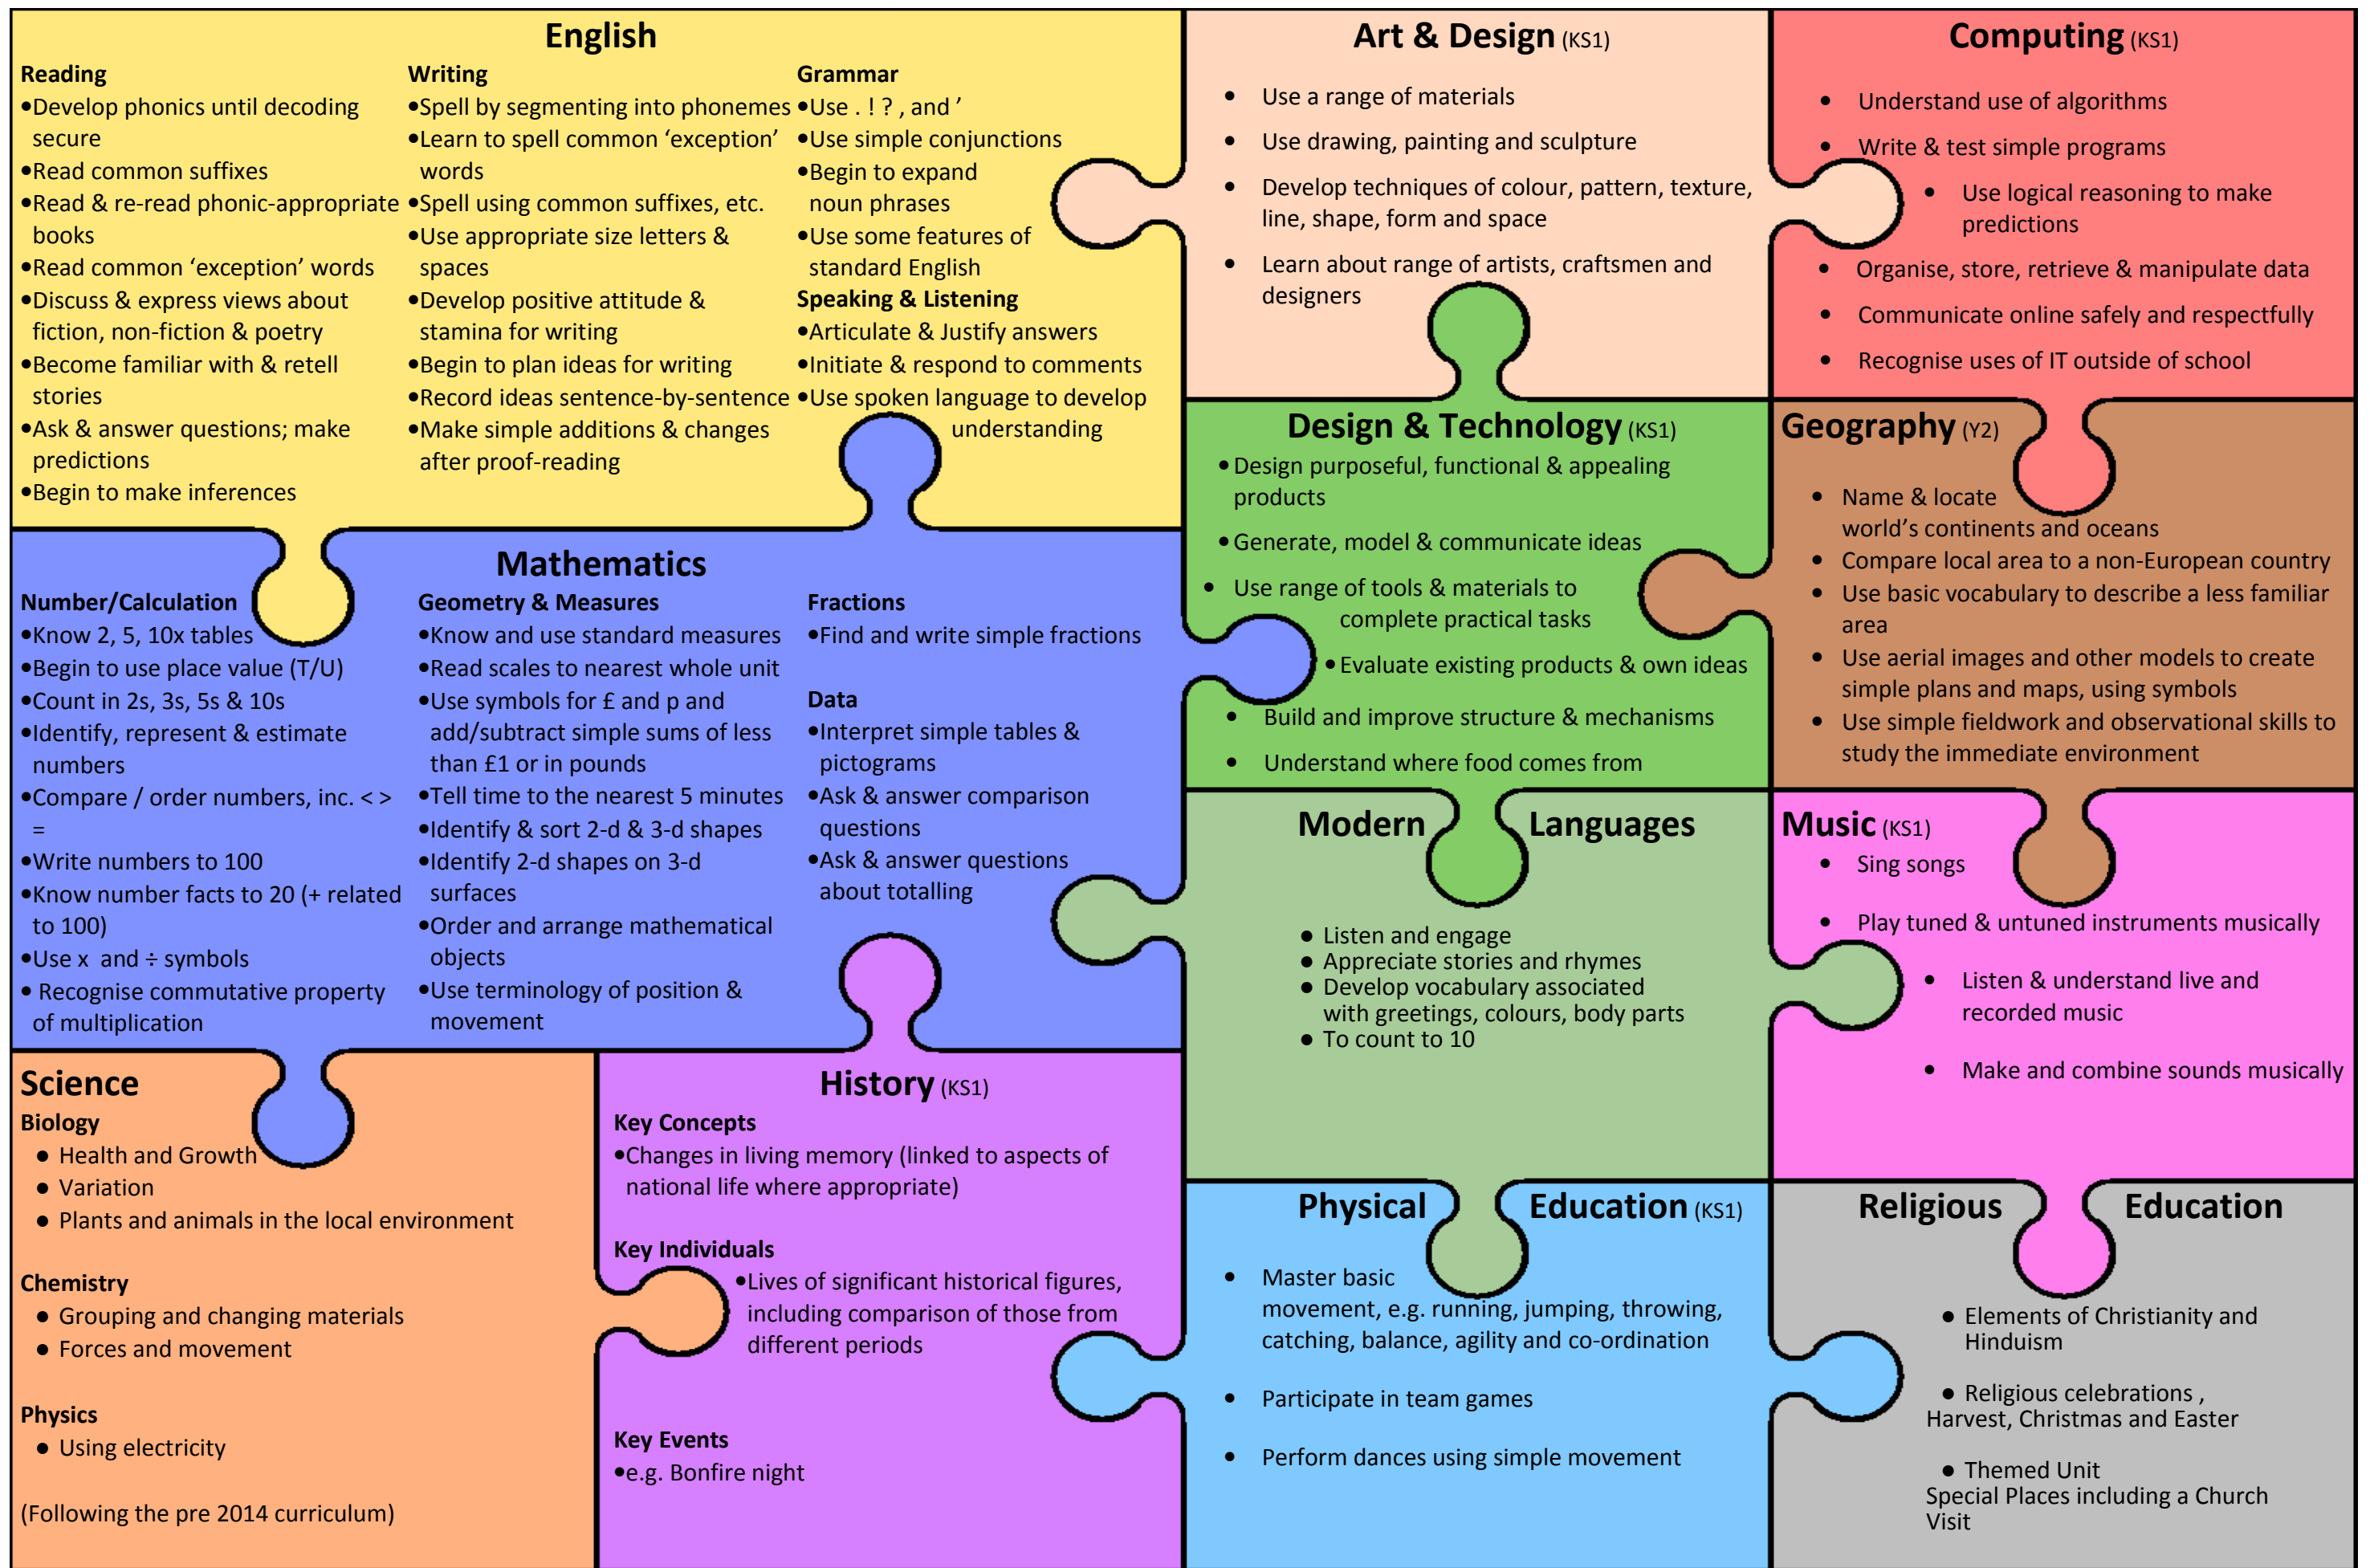 English
Reading
•Develop phonics until decoding
secure
•Read common suffixes
•Read & re-read phonic-appropriate
books
•Read common ‘exception’ words
•Discuss & express views about
fiction, non-fiction & poetry
•Become familiar with & retell
stories
•Ask & answer questions; make
predictions
•Begin to make inferences
Writing
•Spell by segmenting into phonemes
•Learn to spell common ‘exception’
words
•Spell using common suffixes, etc.
•Use appropriate size letters &
spaces
•Develop positive attitude &
stamina for writing
•Begin to plan ideas for writing
•Record ideas sentence-by-sentence
•Make simple additions & changes
after proof-reading
Grammar
•Use . ! ? , and ’
•Use simple conjunctions
•Begin to expand
noun phrases
•Use some features of
standard English
Speaking & Listening
•Articulate & Justify answers
•Initiate & respond to comments
•Use spoken language to develop
understanding
Art & Design (KS1)
• Use a range of materials
• Use drawing, painting and sculpture
• Develop techniques of colour, pattern, texture,
line, shape, form and space
• Learn about range of artists, craftsmen and
designers
Computing (KS1)
• Understand use of algorithms
• Write & test simple programs
• Use logical reasoning to make
predictions
• Organise, store, retrieve & manipulate data
• Communicate online safely and respectfully
• Recognise uses of IT outside of school
Design & Technology (KS1)
• Design purposeful, functional & appealing
products
• Generate, model & communicate ideas
• Use range of tools & materials to
complete practical tasks
• Evaluate existing products & own ideas
• Build and improve structure & mechanisms
• Understand where food comes from
Geography (Y2)
• Name & locate
world’s continents and oceans
• Compare local area to a non-European country
• Use basic vocabulary to describe a less familiar
area
• Use aerial images and other models to create
simple plans and maps, using symbols
• Use simple fieldwork and observational skills to
study the immediate environment
Mathematics
Number/Calculation
•Know 2, 5, 10x tables
•Begin to use place value (T/U)
•Count in 2s, 3s, 5s & 10s
•Identify, represent & estimate
numbers
•Compare / order numbers, inc. < >
=
•Write numbers to 100
•Know number facts to 20 (+ related
to 100)
•Use x and ÷ symbols
• Recognise commutative property
of multiplication
Geometry & Measures
•Know and use standard measures
•Read scales to nearest whole unit
•Use symbols for £ and p and
add/subtract simple sums of less
than £1 or in pounds
•Tell time to the nearest 5 minutes
•Identify & sort 2-d & 3-d shapes
•Identify 2-d shapes on 3-d
surfaces
•Order and arrange mathematical
objects
•Use terminology of position &
movement
Fractions
•Find and write simple fractions
Data
•Interpret simple tables &
pictograms
•Ask & answer comparison
questions
•Ask & answer questions
about totalling
Modern Languages
● Listen and engage
● Appreciate stories and rhymes
● Develop vocabulary associated
with greetings, colours, body parts
● To count to 10
Music (KS1)
• Sing songs
• Play tuned & untuned instruments musically
• Listen & understand live and
recorded music
• Make and combine sounds musically
Science
Biology
● Health and Growth
● Variation
● Plants and animals in the local environment
Chemistry
● Grouping and changing materials
● Forces and movement
Physics
● Using electricity
(Following the pre 2014 curriculum)
History (KS1)
Key Concepts
•Changes in living memory (linked to aspects of
national life where appropriate)
Key Individuals
•Lives of significant historical figures,
including comparison of those from
different periods
Key Events
•e.g. Bonfire night
Physical Education (KS1)
• Master basic
movement, e.g. running, jumping, throwing,
catching, balance, agility and co-ordination
• Participate in team games
• Perform dances using simple movement
Religious Education
● Elements of Christianity and
Hinduism
● Religious celebrations ,
Harvest, Christmas and Easter
● Themed Unit
Special Places including a Church
Visit